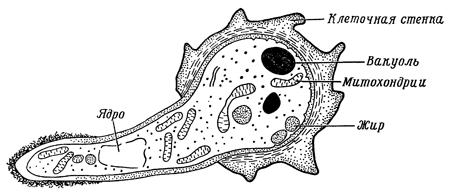 Клеточная стенка
Вакуоль
Митохондрии
Ядро
Жир